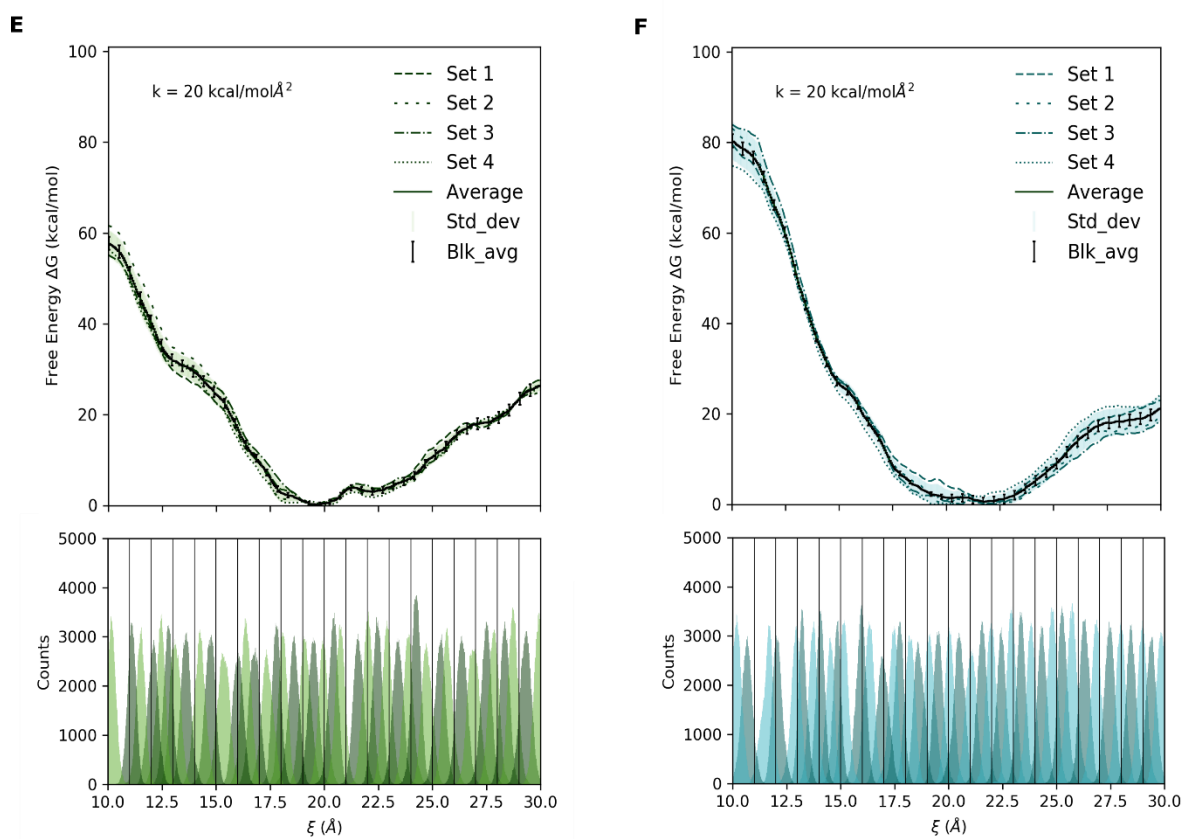 E
100
80
60
40
20
0
Free Energy ΔG (kcal/mol)
k = 20 kcal/molÅ²
Set 1
Set 2
Set 3
Set 4
Average
Std_dev
Blk_avg
5000
4000
3000
2000
1000
0
Counts
10.0 12.5 15.0 17.5 20.0 22.5 25.0 27.5 30.0
ξ (Å)
F
100
80
60
40
20
0
Free Energy ΔG (kcal/mol)
k = 20 kcal/molÅ²
Set 1
Set 2
Set 3
Set 4
Average
Std_dev
Blk_avg
5000
4000
3000
2000
1000
0
Counts
10.0 12.5 15.0 17.5 20.0 22.5 25.0 27.5 30.0
ξ (Å)